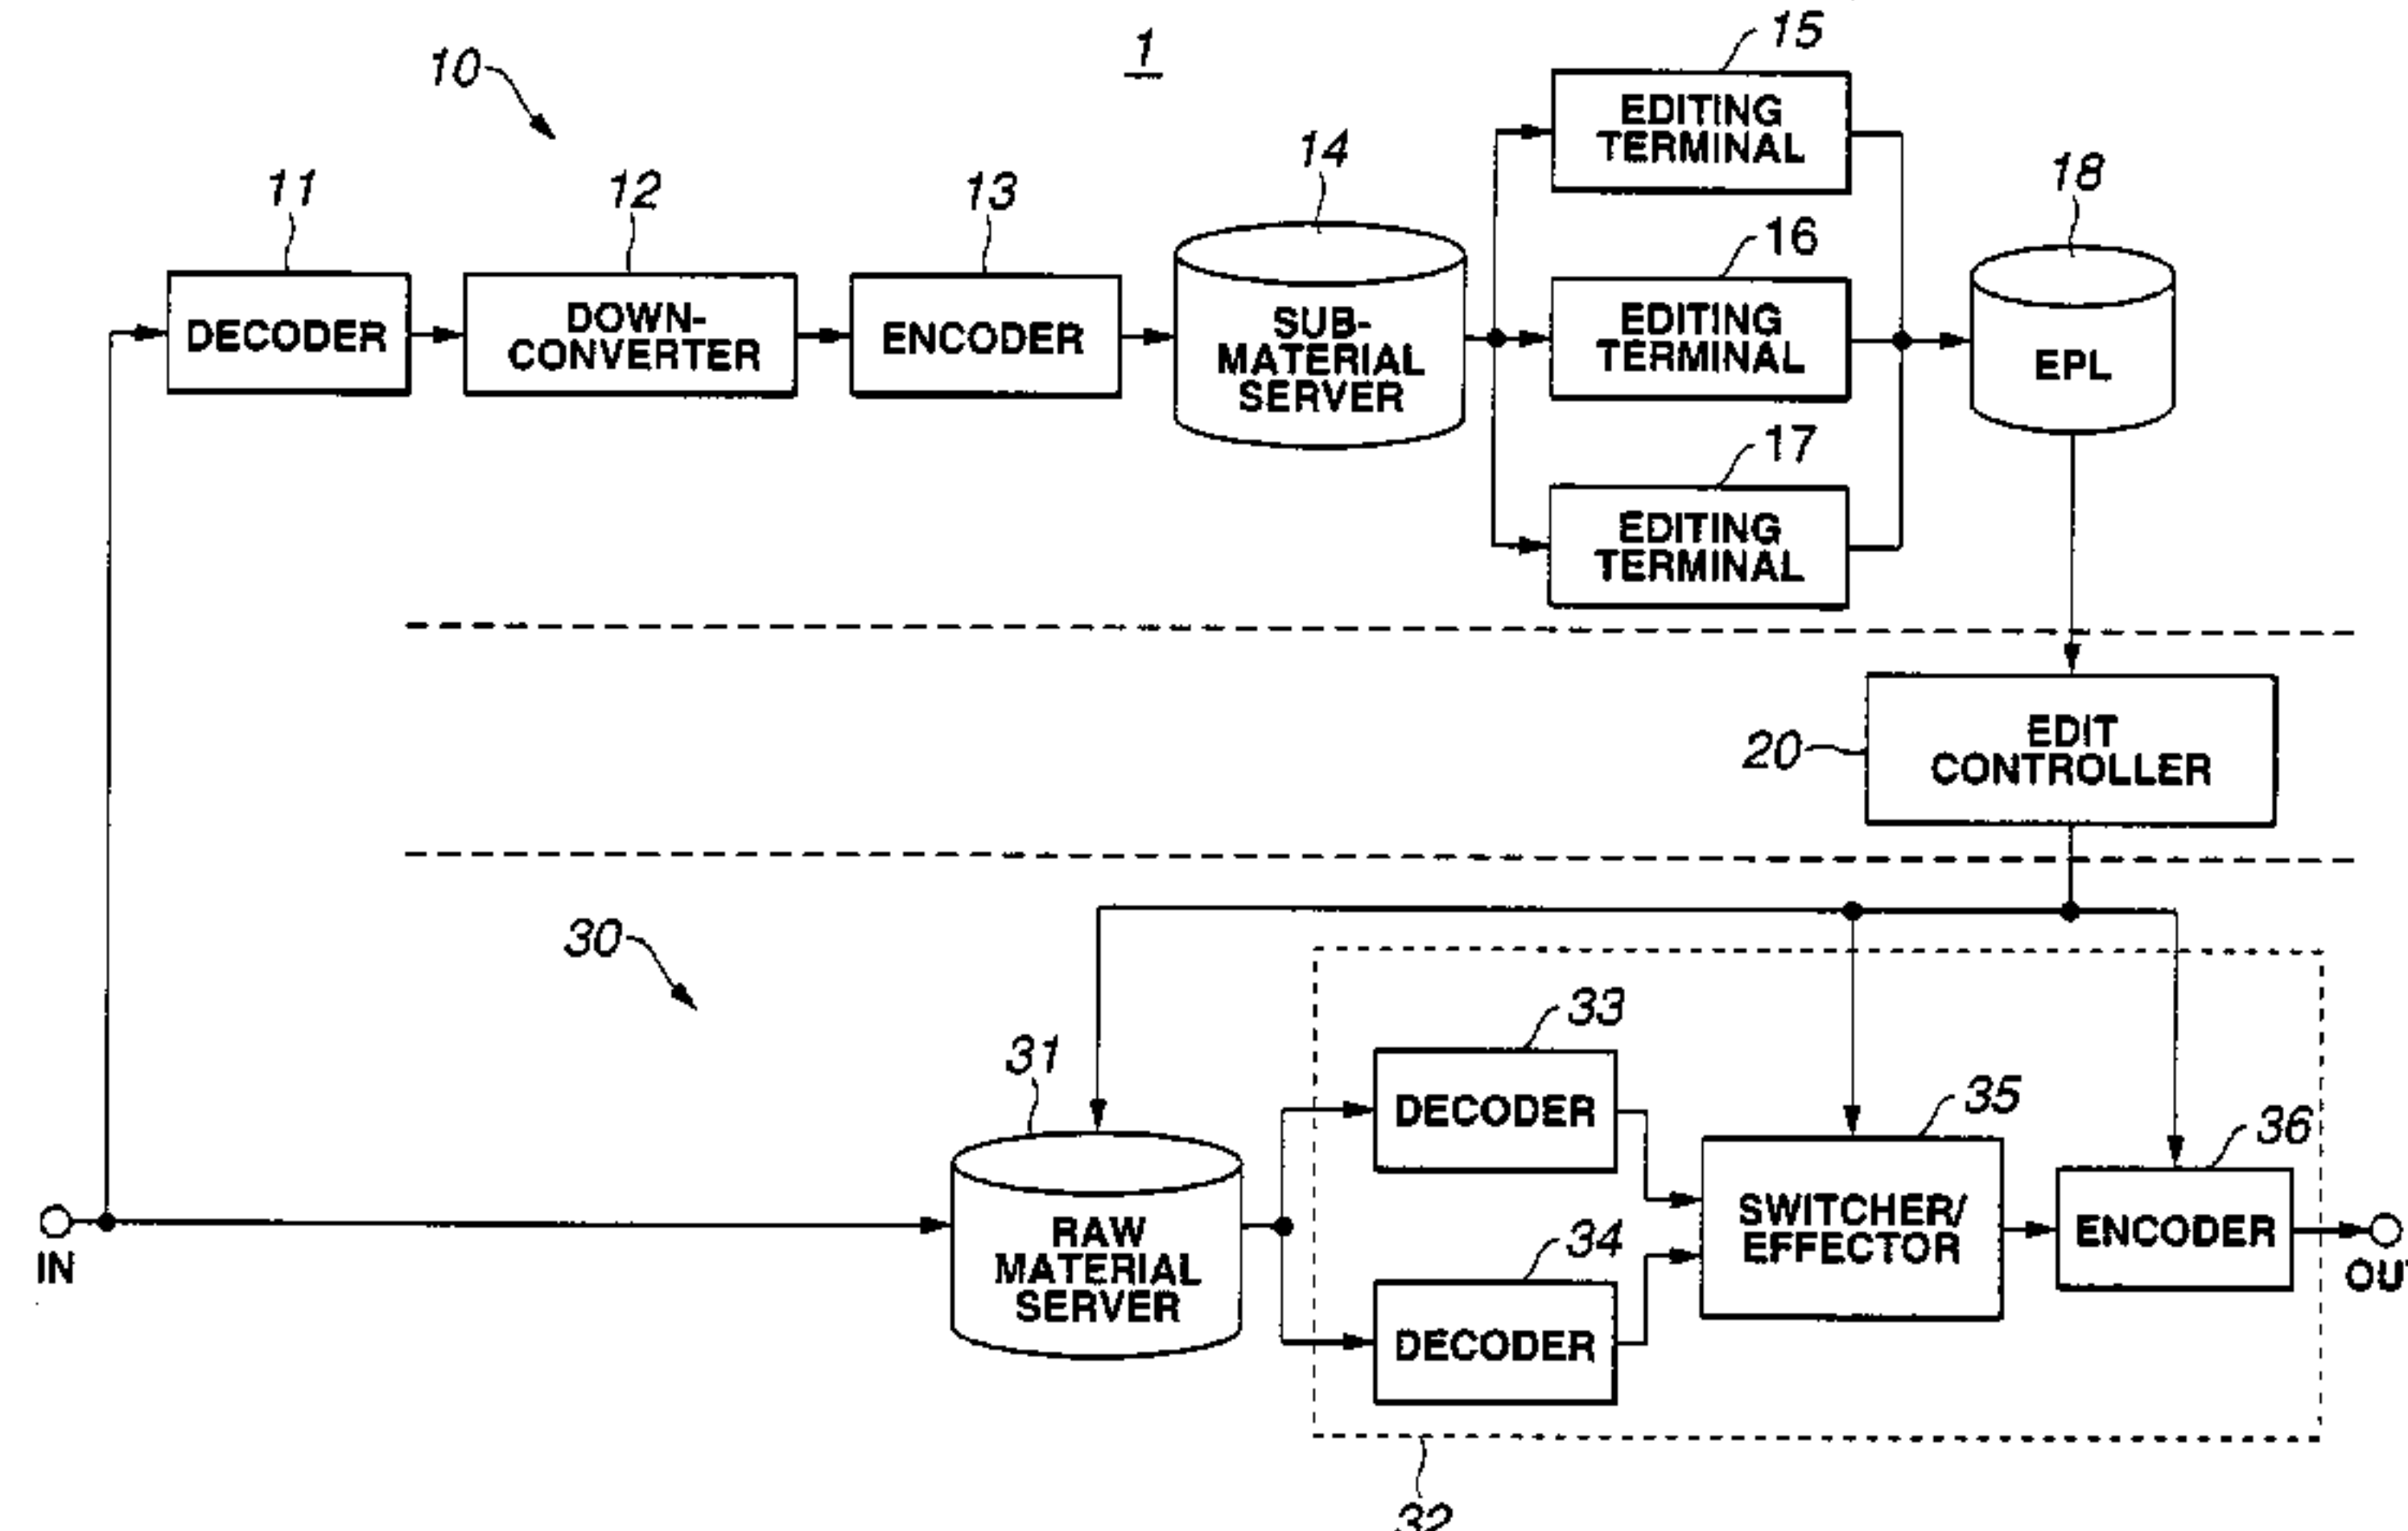 1
10
15
EDITING
TERMINAL
14
18
11
12
13
16
DECODER
DOWN-
CONVERTER
ENCODER
SUB-
MATERIAL
SERVER
EDITING
TERMINAL
EPL
17
EDITING
TERMINAL
20
EDIT
CONTROLLER
30
33
31
DECODER
35
36
IN
RAW
MATERIAL
SERVER
34
SWITCHER/
EFFECTOR
ENCODER
OU
DECODER
32